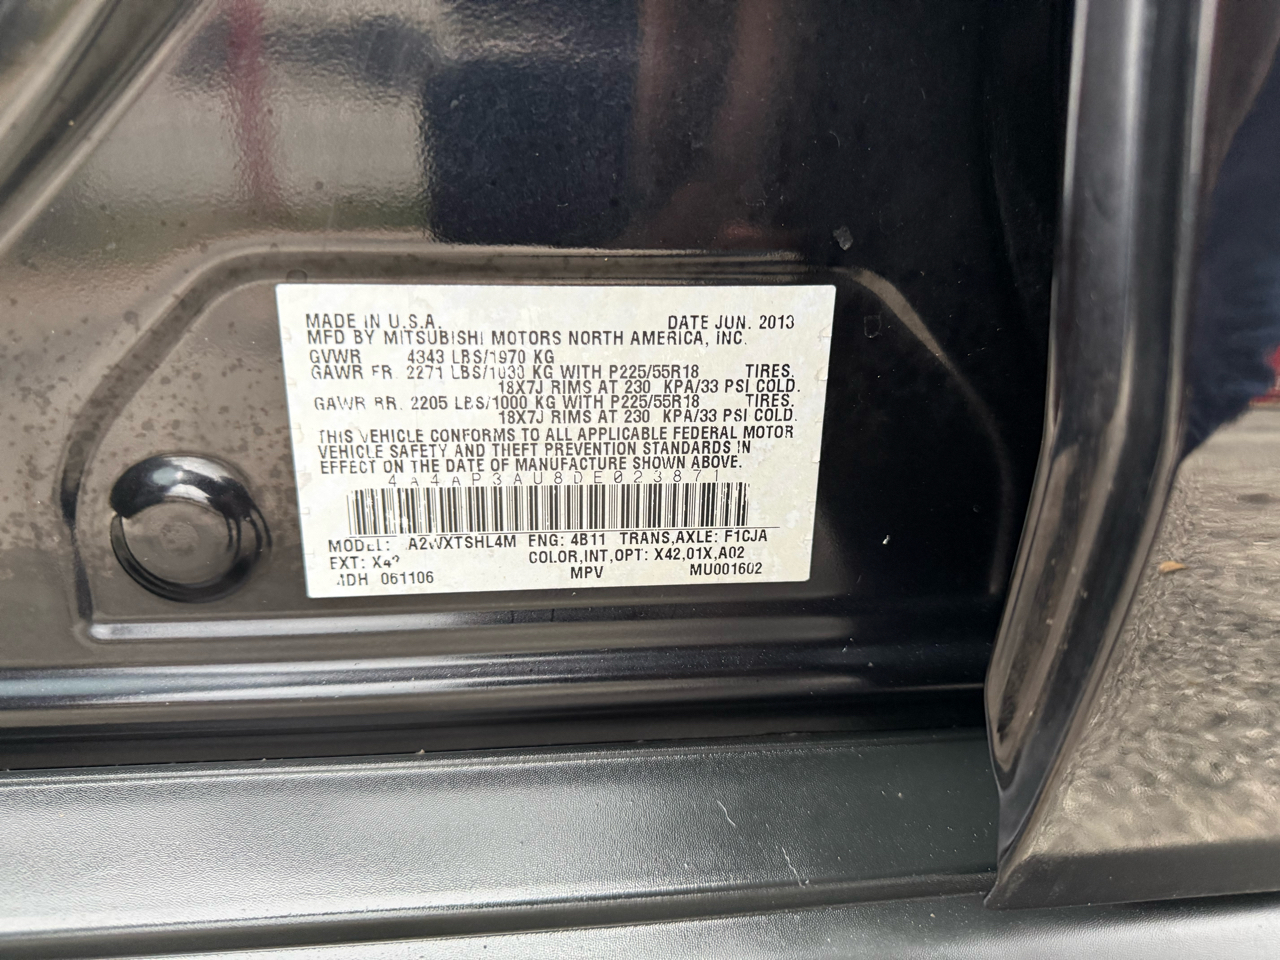 MADE IN U.S.A. DATE JUN. 2013
MFD BY MITSUBISHI MOTORS NORTH AMERICA, INC.
GVWR 4343 LBS/1970 KG
GAWR FR. 2271 LBS/1030 KG WITH P225/55R18 TIRES.
18X7J RIMS AT 230 KPA/33 PSI COLD.
GAWR RR. 2205 LBS/1000 KG WITH P225/55R18 TIRES.
18X7J RIMS AT 230 KPA/33 PSI COLD.
THIS VEHICLE CONFORMS TO ALL APPLICABLE FEDERAL MOTOR
VEHICLE SAFETY AND THEFT PREVENTION STANDARDS IN
EFFECT ON THE DATE OF MANUFACTURE SHOWN ABOVE.
4A4AP3AU8DE023871
MODEL: ENG: 4B11 TRANS,AXLE: F1CJA
EXT: COLOR,INT,OPT: X42,01X,A02
061106 MPV MU001602